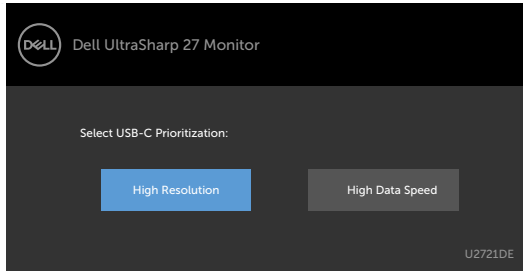 DELL
Dell UltraSharp 27 Monitor
Select USB-C Prioritization:
High Resolution
High Data Speed
U2721DE